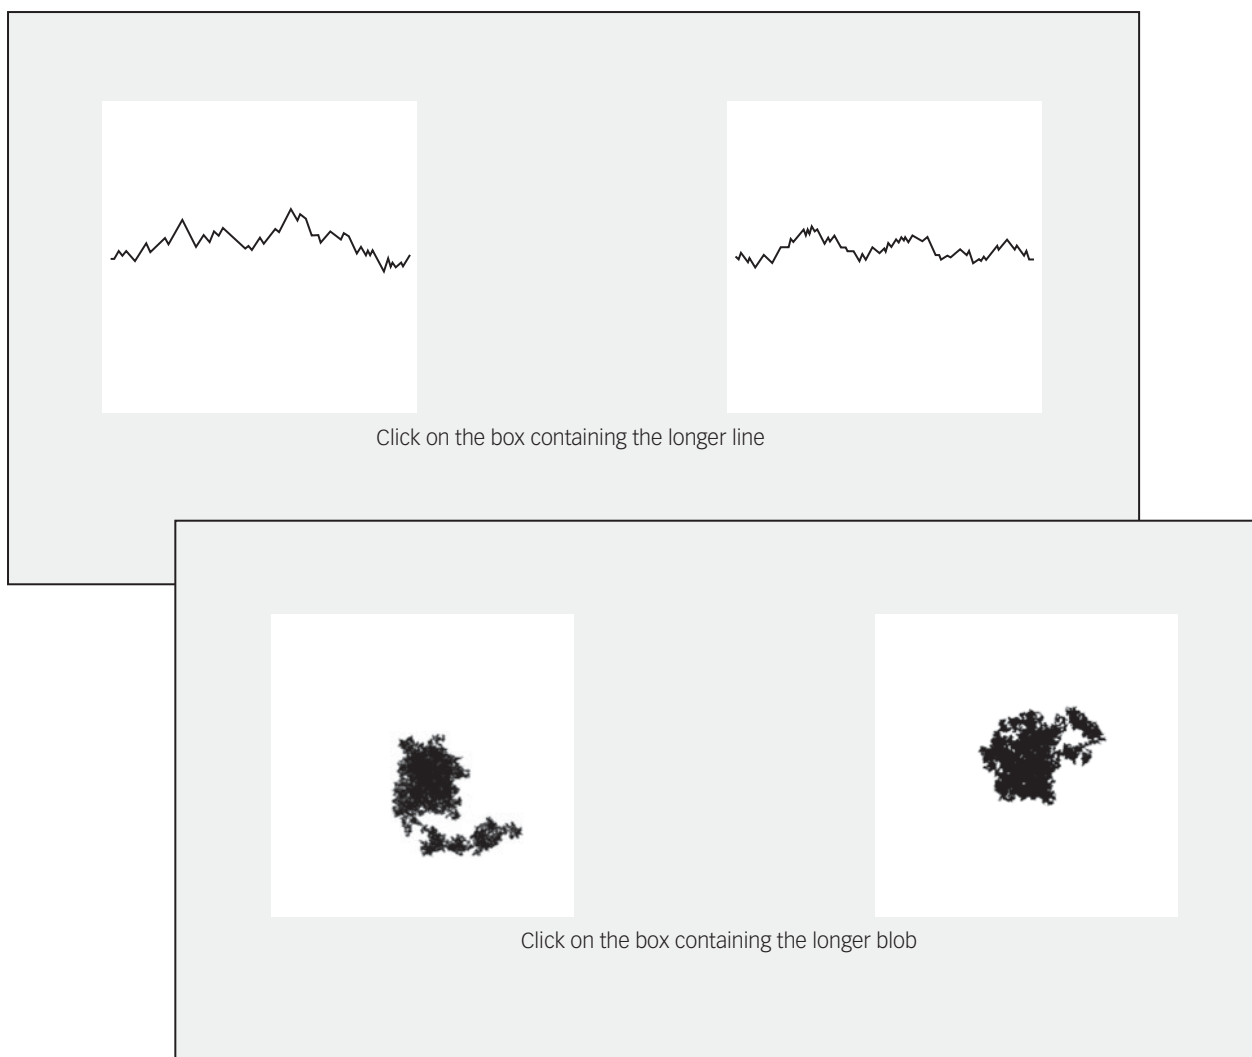 Click on the box containing the longer line
Click on the box containing the longer blob